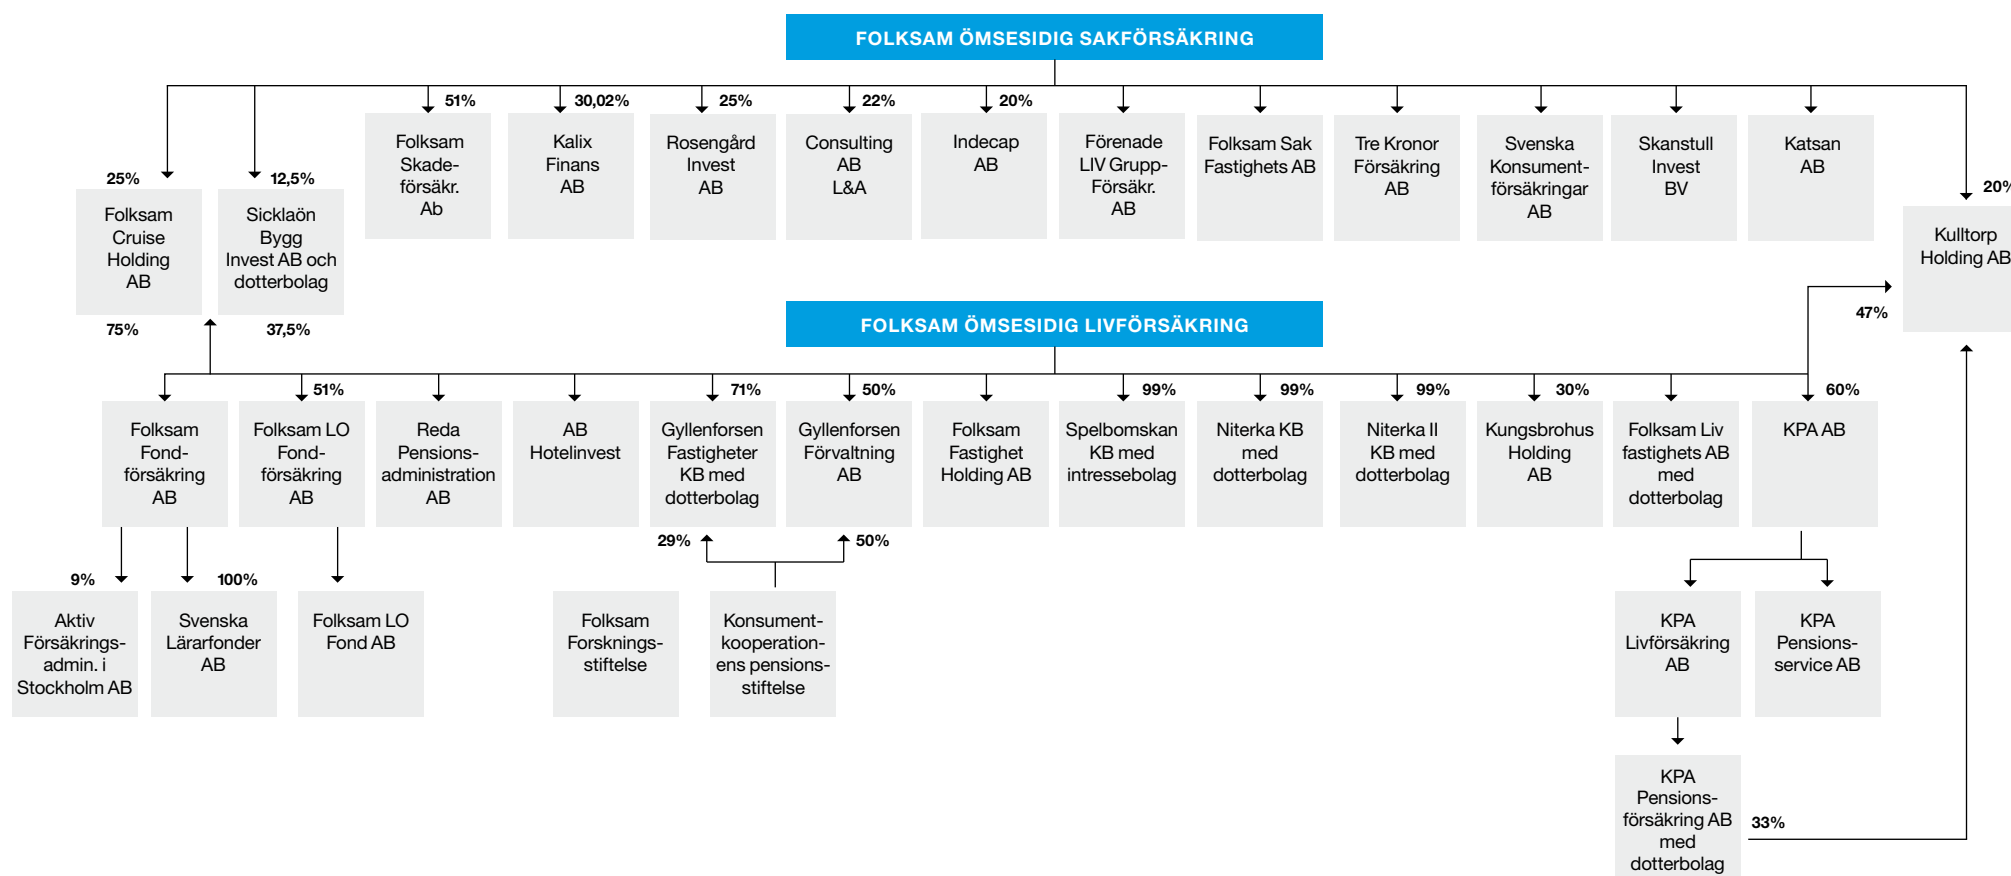 FOLKSAM ÖMSESIDIG SAKFÖRSÄKRING
51%
30,02%
25%
22%
20%
Folksam
Skade-
försäkr.
Ab
Kalix
Finans
AB
Rosengård
Invest
AB
Consulting
AB
L&A
Indecap
AB
Förenade
LIV Grupp-
Försäkr.
AB
Folksam Sak
Fastighets AB
Tre Kronor
Försäkring
AB
Svenska
Konsument-
försäkringar
AB
Skanstull
Invest
BV
Katsan
AB
25%
Folksam
Cruise
Holding
AB
75%
12,5%
Sicklaön
Bygg
Invest AB och
dotterbolag
37,5%
20%
Kulltorp
Holding AB
47%
FOLKSAM ÖMSESIDIG LIVFÖRSÄKRING
51%
71%
50%
99%
99%
99%
30%
60%
Folksam
Fond-
försäkring
AB
Folksam LO
Fond-
försäkring
AB
Reda
Pensions-
administration
AB
AB
Hotelinvest
Gyllenforsen
Fastigheter
KB med
dotterbolag
Gyllenforsen
Förvaltning
AB
Folksam
Fastighet
Holding AB
Spelbomskan
KB med
intressebolag
Niterka KB
med
dotterbolag
Niterka II
KB med
dotterbolag
Kungsbrohus
Holding
AB
Folksam Liv
fastighets AB
med
dotterbolag
KPA AB
29%
50%
9%
100%
Aktiv
Försäkrings-
admin. i
Stockholm AB
Svenska
Lärarfonder
AB
Folksam LO
Fond AB
Folksam
Forsknings-
stiftelse
Konsument-
kooperation-
ens pensions-
stiftelse
KPA
Livförsäkring
AB
KPA
Pensions-
service AB
KPA
Pensions-
försäkring AB
med
dotterbolag
33%